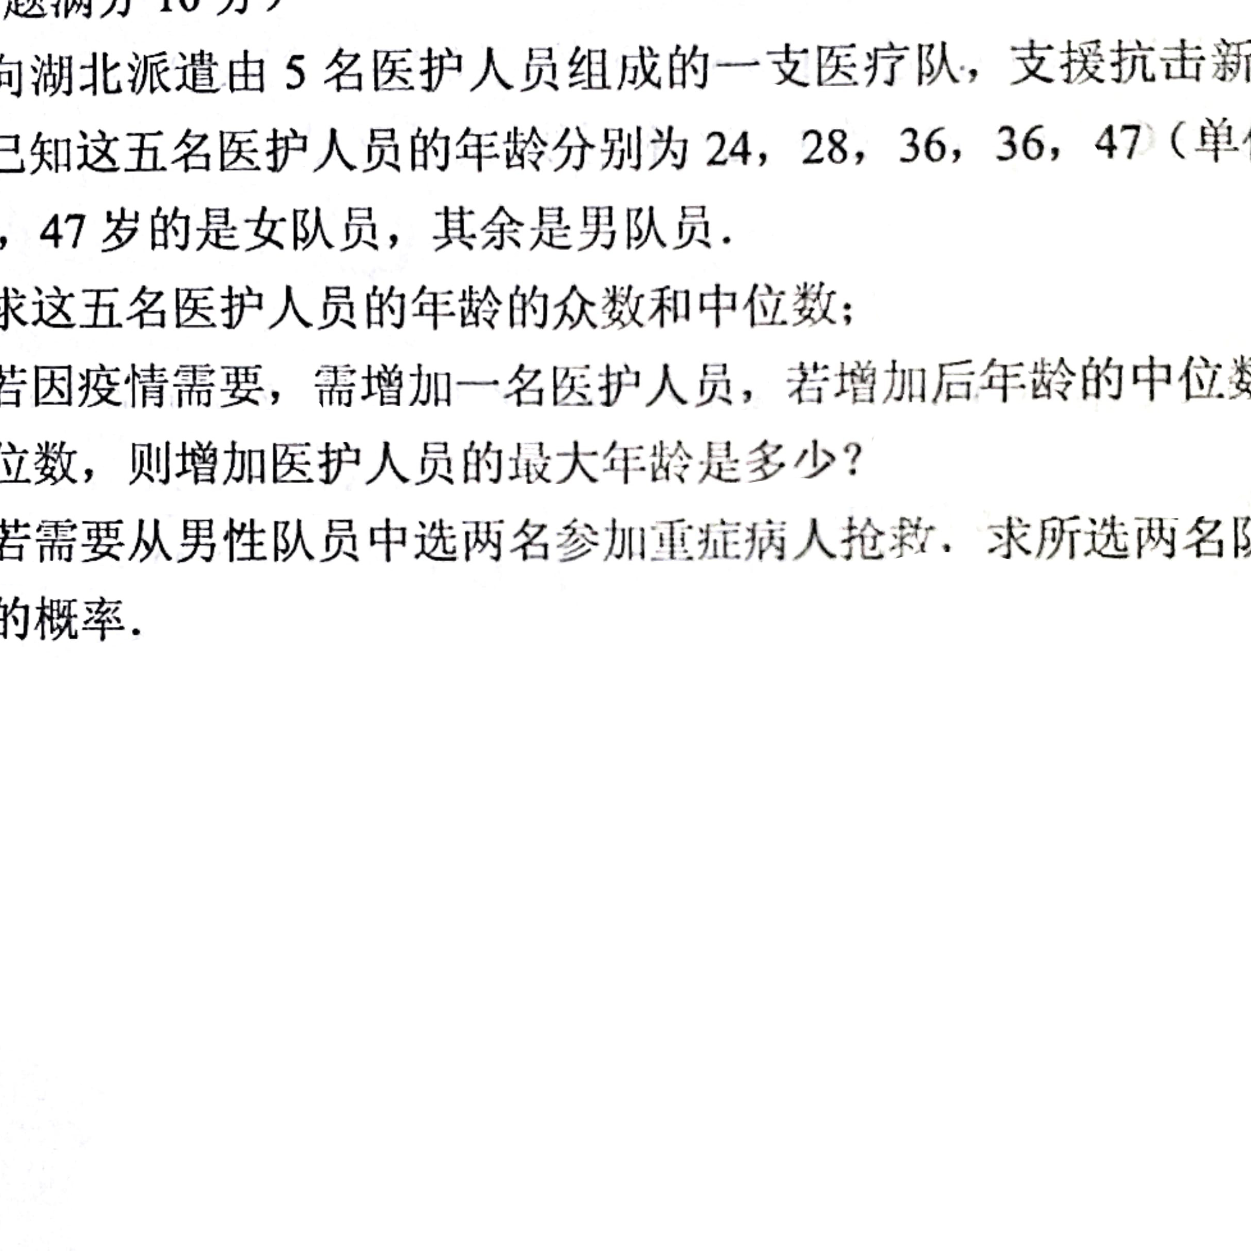 题满分 10 分）
向湖北派遣由 5 名医护人员组成的一支医疗队，支援抗击新
已知这五名医护人员的年龄分别为 24，28，36，36，47（单
，47 岁的是女队员，其余是男队员．
求这五名医护人员的年龄的众数和中位数；
若因疫情需要，需增加一名医护人员，若增加后年龄的中位数
位数，则增加医护人员的最大年龄是多少？
若需要从男性队员中选两名参加重症病人抢救．求所选两名队
的概率．